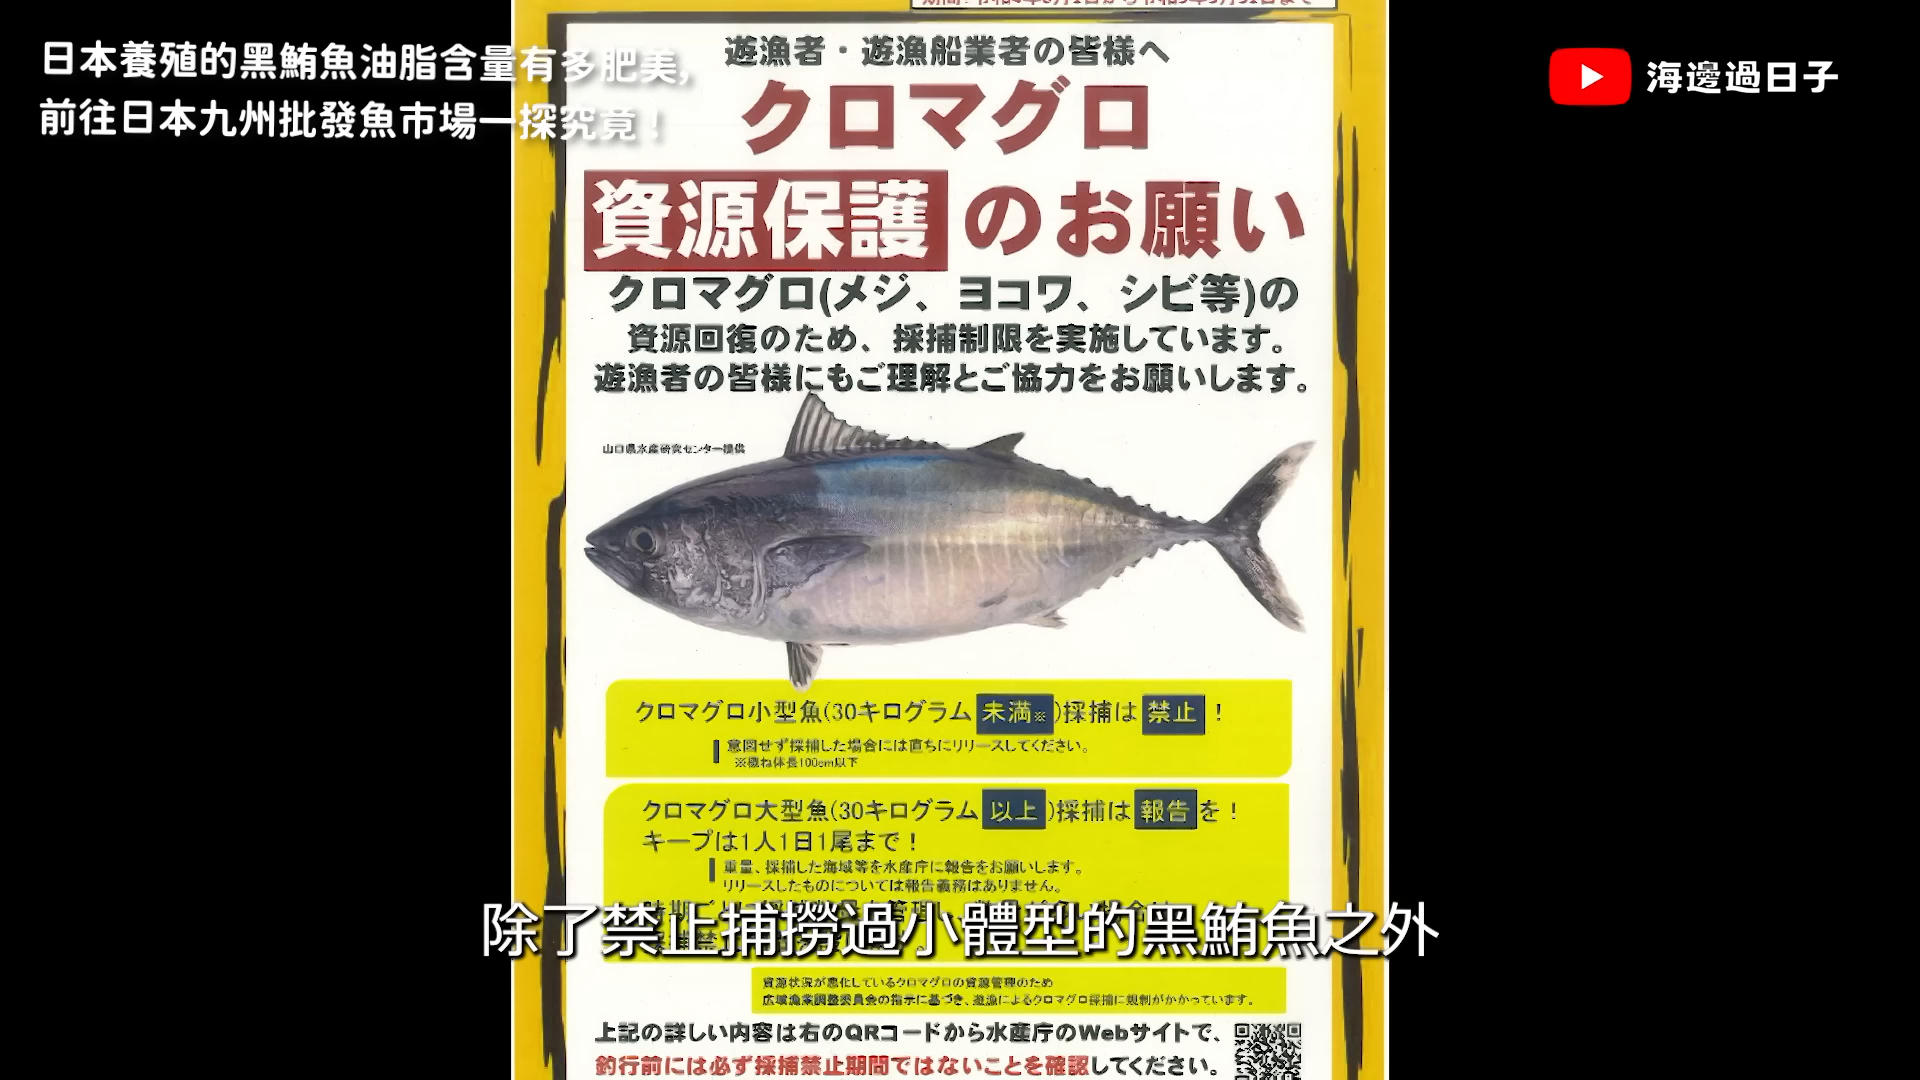 日本養殖的黑鮪魚油脂含量有多肥美,
前往日本九州批發魚市場一探究竟！
海邊過日子
遊漁者・遊漁船業者の皆様へ
クロマグロ
資源保護のお願い
クロマグロ(メジ、ヨコワ、シビ等)の
資源回復のため、採捕制限を実施しています。
遊漁者の皆様にもご理解とご協力をお願いします。
山口県水産研究センター提供
クロマグロ小型魚(30キログラム未満※)採捕は禁止！
意図せず採捕した場合には直ちにリリースしてください。
※概ね体長100cm以下
クロマグロ大型魚(30キログラム以上)採捕は報告を！
キープは1人1日1尾まで！
重量、採捕した海域等を水産庁に報告をお願いします。
リリースしたものについては報告義務はありません。
除了禁止捕撈過小體型的黑鮪魚之外
資源状況が悪化しているクロマグロの資源管理のため
広域漁業調整委員会の指示に基づき、遊漁によるクロマグロ採捕に規制がかかっています。
上記の詳しい内容は右のQRコードから水産庁のWebサイトで、
釣行前には必ず採捕禁止期間ではないことを確認してください。